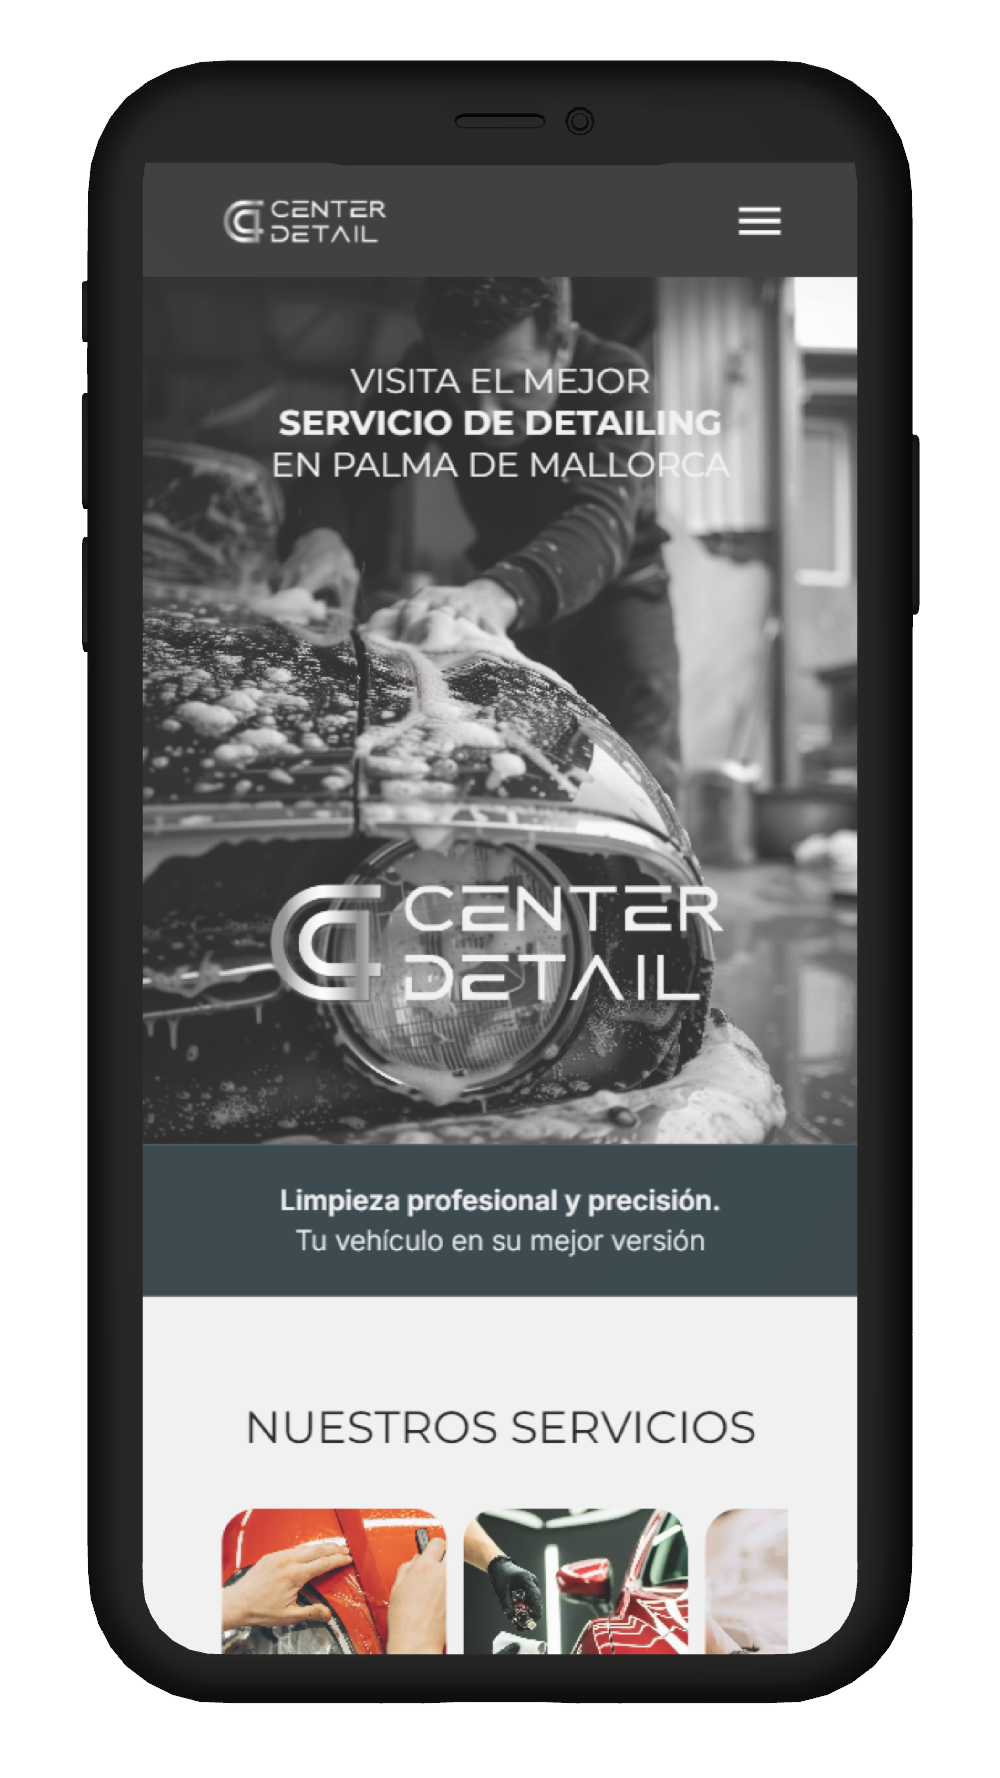 CENTER
DETAIL
VISITA EL MEJOR
SERVICIO DE DETAILING
EN PALMA DE MALLORCA
CENTER
DETAIL
Limpieza profesional y precisión.
Tu vehículo en su mejor versión
NUESTROS SERVICIOS